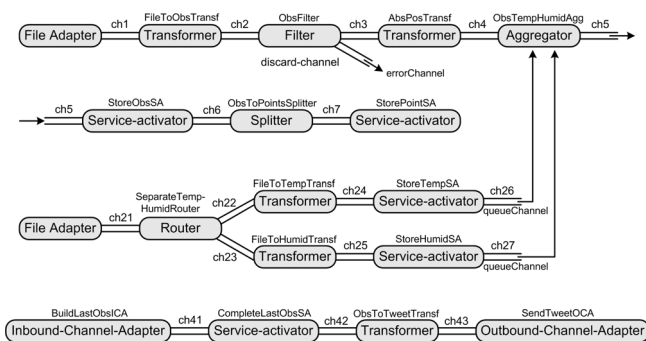 FileToObsTransf ObsFilter AbsPosTransf ObsTempHumidAgg
ch1 ch2 ch3 ch4 ch5
File Adapter Transformer Filter Transformer Aggregator
discard-channel
errorChannel
StoreObsSA ObsToPointsSplitter StorePointSA
ch5 ch6 ch7
Service-activator Splitter Service-activator
FileToTempTransf StoreTempSA
SeparateTemp-
HumidRouter
ch22 ch24 ch26
Transformer Service-activator
queueChannel
ch21
File Adapter Router
FileToHumidTransf StoreHumidSA
ch23 ch25 ch27
Transformer Service-activator
queueChannel
BuildLastObsICA CompleteLastObsSA ObsToTweetTransf SendTweetOCA
ch41 ch42 ch43
Inbound-Channel-Adapter Service-activator Transformer Outbound-Channel-Adapter